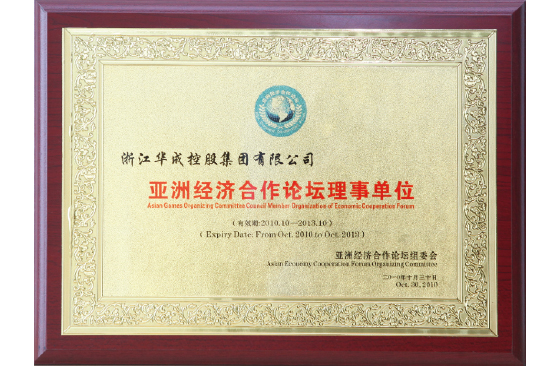 浙江华成控股集团有限公司
亚洲经济合作论坛理事单位
Asian Games Organizing Committee Council Member Organization of Economic Cooperation Forum
(有效期:2010.10—2013.10)
( Expiry Date: From Oct. 2010 to Oct. 2013 )
亚洲经济合作论坛组委会
Asian Economy Cooperation Forum Organizing Committee
二〇一〇年十月三十日
Oct. 30, 2010